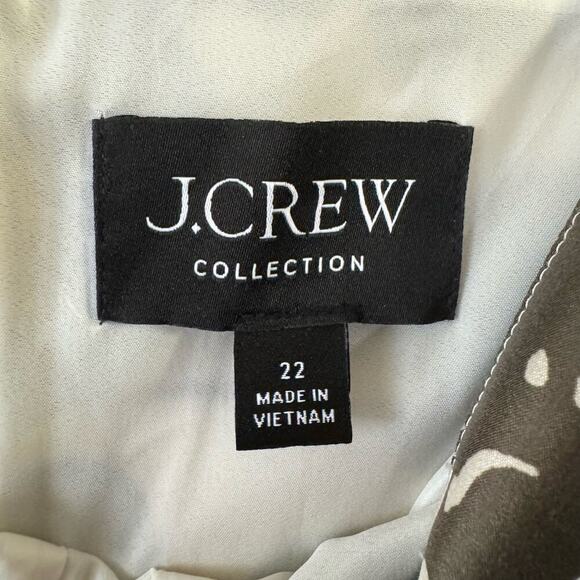 J.CREW
COLLECTION
22
MADE IN
VIETNAM